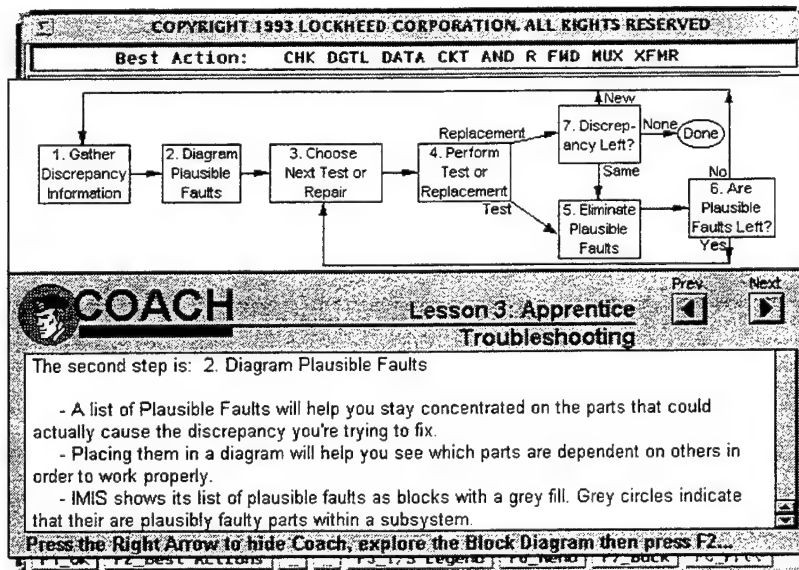 COPYRIGHT 1993 LOCKHEED CORPORATION. ALL RIGHTS RESERVED
Best Action: CHK DGTL DATA CKT AND R FWD MUX XFMR
New
Replacement
7. Discrep-
ancy Left?
None
Done
1. Gather
Discrepancy
Information
2. Diagram
Plausible
Faults
3. Choose
Next Test or
Repair
4. Perform
Test or
Replacement
Test
Same
5. Eliminate
Plausible
Faults
No
6. Are
Plausible
Faults Left?
Yes
COACH
Lesson 3: Apprentice
Troubleshooting
Prev
Next
The second step is: 2. Diagram Plausible Faults
- A list of Plausible Faults will help you stay concentrated on the parts that could
actually cause the discrepancy you're trying to fix.
- Placing them in a diagram will help you see which parts are dependent on others in
order to work properly.
- IMIS shows its list of plausible faults as blocks with a grey fill. Grey circles indicate
that their are plausibly faulty parts within a subsystem.
Press the Right Arrow to hide Coach, explore the Block Diagram then press F2...